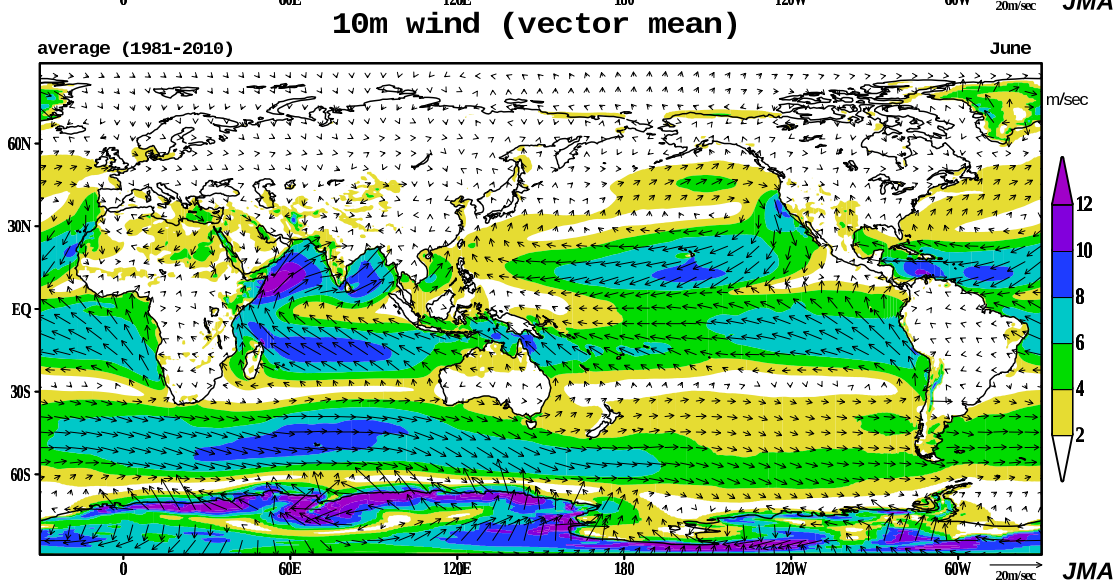 0 60E 120E 180 120W 60W 20m/sec JMA
10m wind (vector mean)
average (1981-2010) June
m/sec
60N
30N
EQ
30S
60S
12
10
8
6
4
2
0 60E 120E 180 120W 60W 20m/sec JMA